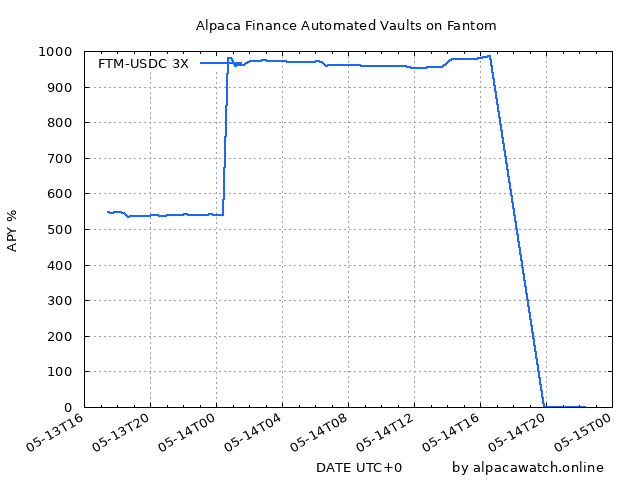 Alpaca Finance Automated Vaults on Fantom
FTM-USDC 3X
1000
900
800
700
600
500
400
300
200
100
0
APY %
05-13T16
05-13T20
05-14T00
05-14T04
05-14T08
05-14T12
05-14T16
05-14T20
05-15T00
DATE UTC+0
by alpacawatch.online